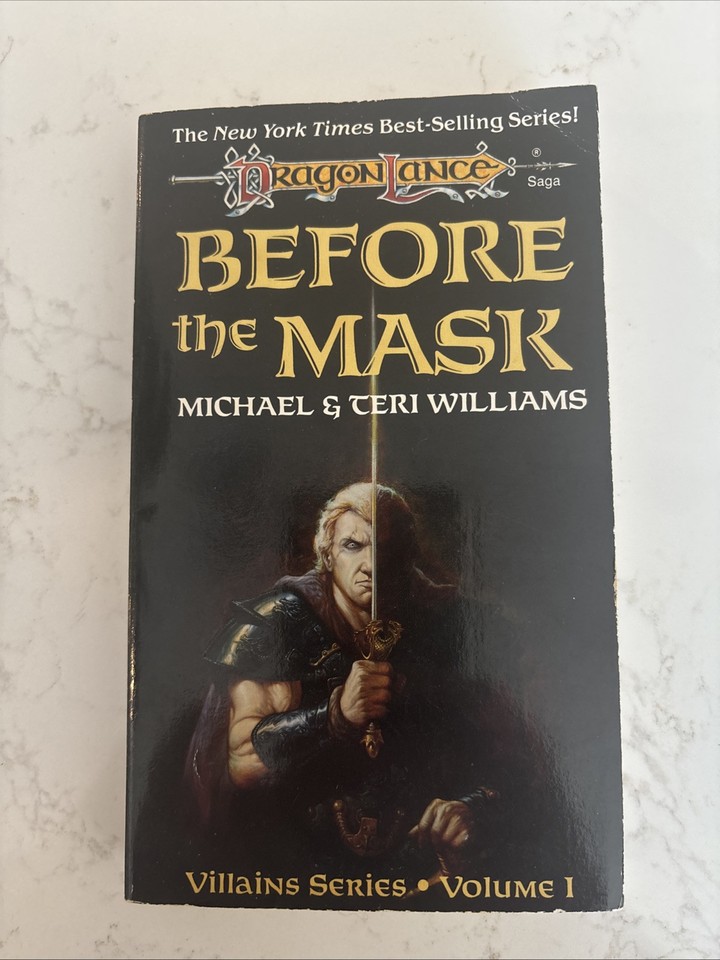 The New York Times Best-Selling Series!
DRAGONLANCE
®
Saga
BEFORE
the MASK
MICHAEL & TERI WILLIAMS
Villains Series • Volume I